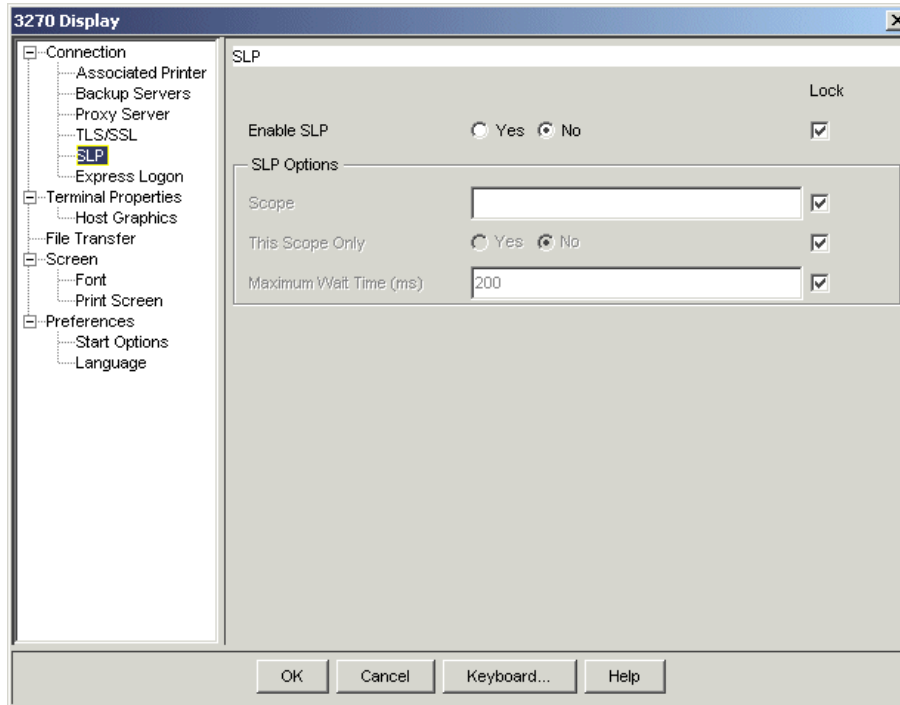 3270 Display
Connection
Associated Printer
Backup Servers
Proxy Server
TLS/SSL
SLP
Express Logon
Terminal Properties
Host Graphics
File Transfer
Screen
Font
Print Screen
Preferences
Start Options
Language
SLP
Lock
Enable SLP Yes No
SLP Options
Scope
This Scope Only Yes No
Maximum Wait Time (ms) 200
OK Cancel Keyboard... Help